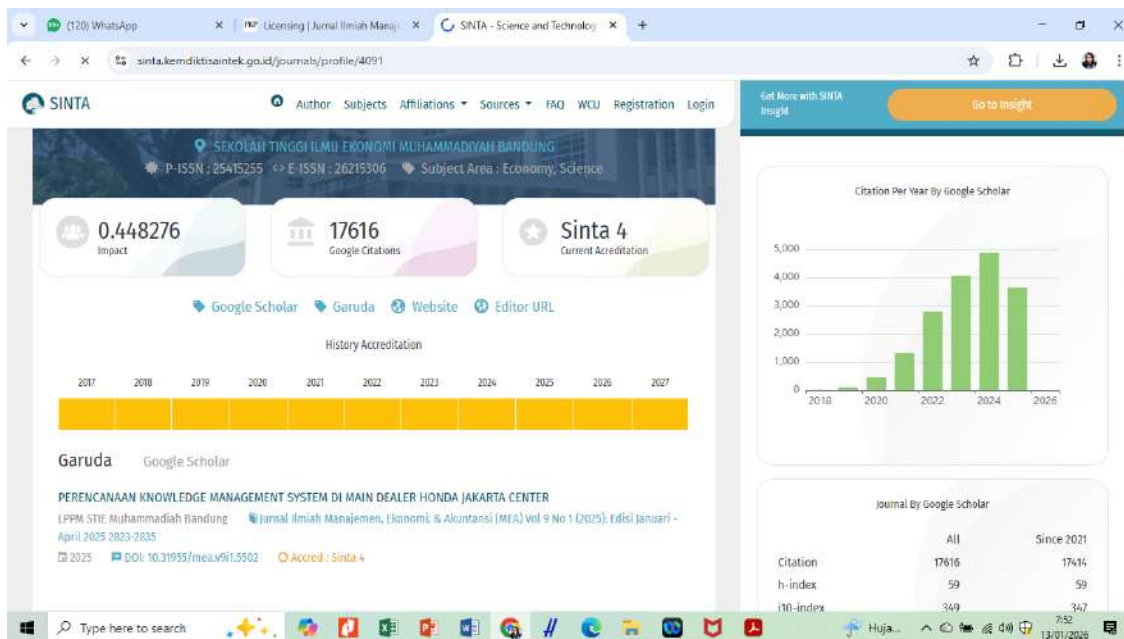 (120) WhatsApp
PKP Licensing | Jurnal Ilmiah Manaj
SINTA - Science and Technolog
sinta.kemdiktisaintek.go.id/journals/profile/4091
SINTA
Author Subjects Affiliations Sources FAQ WCU Registration Login
Get More with SINTA Insight
Go to Insight
SEKOLAH TINGGI ILMU EKONOMI MUHAMMADIYAH BANDUNG
P-ISSN : 25415255 <> E-ISSN : 26215306 Subject Area : Economy, Science
0.448276
Impact
17616
Google Citations
Sinta 4
Current Acreditation
Google Scholar Garuda Website Editor URL
History Accreditation
2017 2018 2019 2020 2021 2022 2023 2024 2025 2026 2027
Garuda Google Scholar
PERENCANAAN KNOWLEDGE MANAGEMENT SYSTEM DI MAIN DEALER HONDA JAKARTA CENTER
LPPM STIE Muhammadiah Bandung Jurnal Ilmiah Manajemen, Ekonomi, & Akuntansi (MEA) Vol 9 No 1 (2025): Edisi Januari -
April 2025 2823-2835
2025 DOI: 10.31955/mea.v9i1.5502 Accred : Sinta 4
Citation Per Year By Google Scholar
5,000
4,000
3,000
2,000
1,000
0
2018 2020 2022 2024 2026
Journal By Google Scholar
All Since 2021
Citation 17616 17414
h-index 59 59
i10-index 349 347
Type here to search
Huja...
7:52
13/01/2026